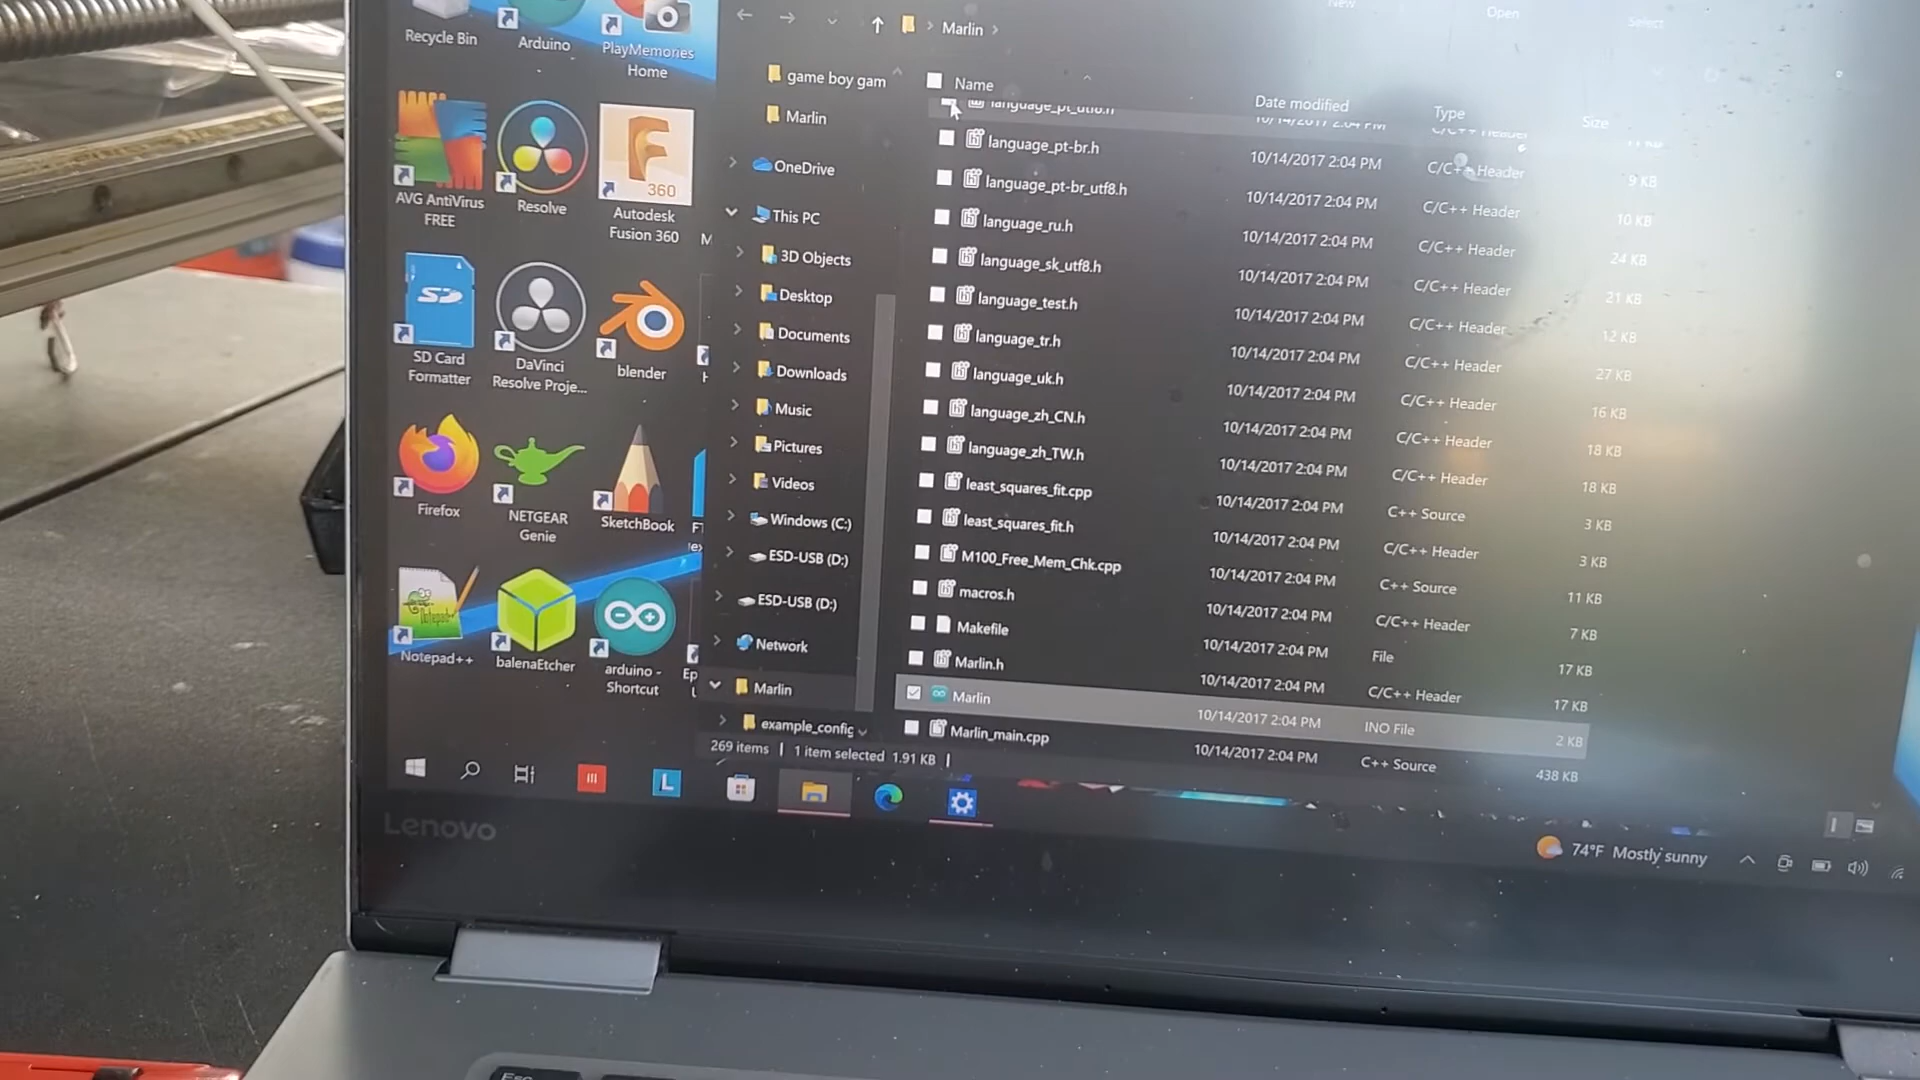 New
Open
Select
Marlin
Recycle Bin
Arduino
PlayMemories
Home
AVG AntiVirus
FREE
Resolve
360
Autodesk
Fusion 360
SD Card
Formatter
DaVinci
Resolve Proje...
blender
Firefox
NETGEAR
Genie
SketchBook
Notepad++
balenaEtcher
arduino -
Shortcut
game boy gam
Marlin
OneDrive
This PC
3D Objects
Desktop
Documents
Downloads
Music
Pictures
Videos
Windows (C:)
ESD-USB (D:)
ESD-USB (D:)
Network
Marlin
example_config
Name Date modified Type Size
language_pt_utf8.h 10/14/2017 2:04 PM C/C++ Header
language_pt-br.h 10/14/2017 2:04 PM C/C++ Header 9 KB
language_pt-br_utf8.h 10/14/2017 2:04 PM C/C++ Header 10 KB
language_ru.h 10/14/2017 2:04 PM C/C++ Header 24 KB
language_sk_utf8.h 10/14/2017 2:04 PM C/C++ Header 21 KB
language_test.h 10/14/2017 2:04 PM C/C++ Header 12 KB
language_tr.h 10/14/2017 2:04 PM C/C++ Header 27 KB
language_uk.h 10/14/2017 2:04 PM C/C++ Header 16 KB
language_zh_CN.h 10/14/2017 2:04 PM C/C++ Header 18 KB
language_zh_TW.h 10/14/2017 2:04 PM C/C++ Header 18 KB
least_squares_fit.cpp 10/14/2017 2:04 PM C++ Source 3 KB
least_squares_fit.h 10/14/2017 2:04 PM C/C++ Header 3 KB
M100_Free_Mem_Chk.cpp 10/14/2017 2:04 PM C++ Source 11 KB
macros.h 10/14/2017 2:04 PM C/C++ Header 7 KB
Makefile 10/14/2017 2:04 PM File 17 KB
Marlin.h 10/14/2017 2:04 PM C/C++ Header 17 KB
Marlin 10/14/2017 2:04 PM INO File 2 KB
Marlin_main.cpp 10/14/2017 2:04 PM C++ Source 438 KB
269 items 1 item selected 1.91 KB
74°F Mostly sunny
Lenovo
Esc